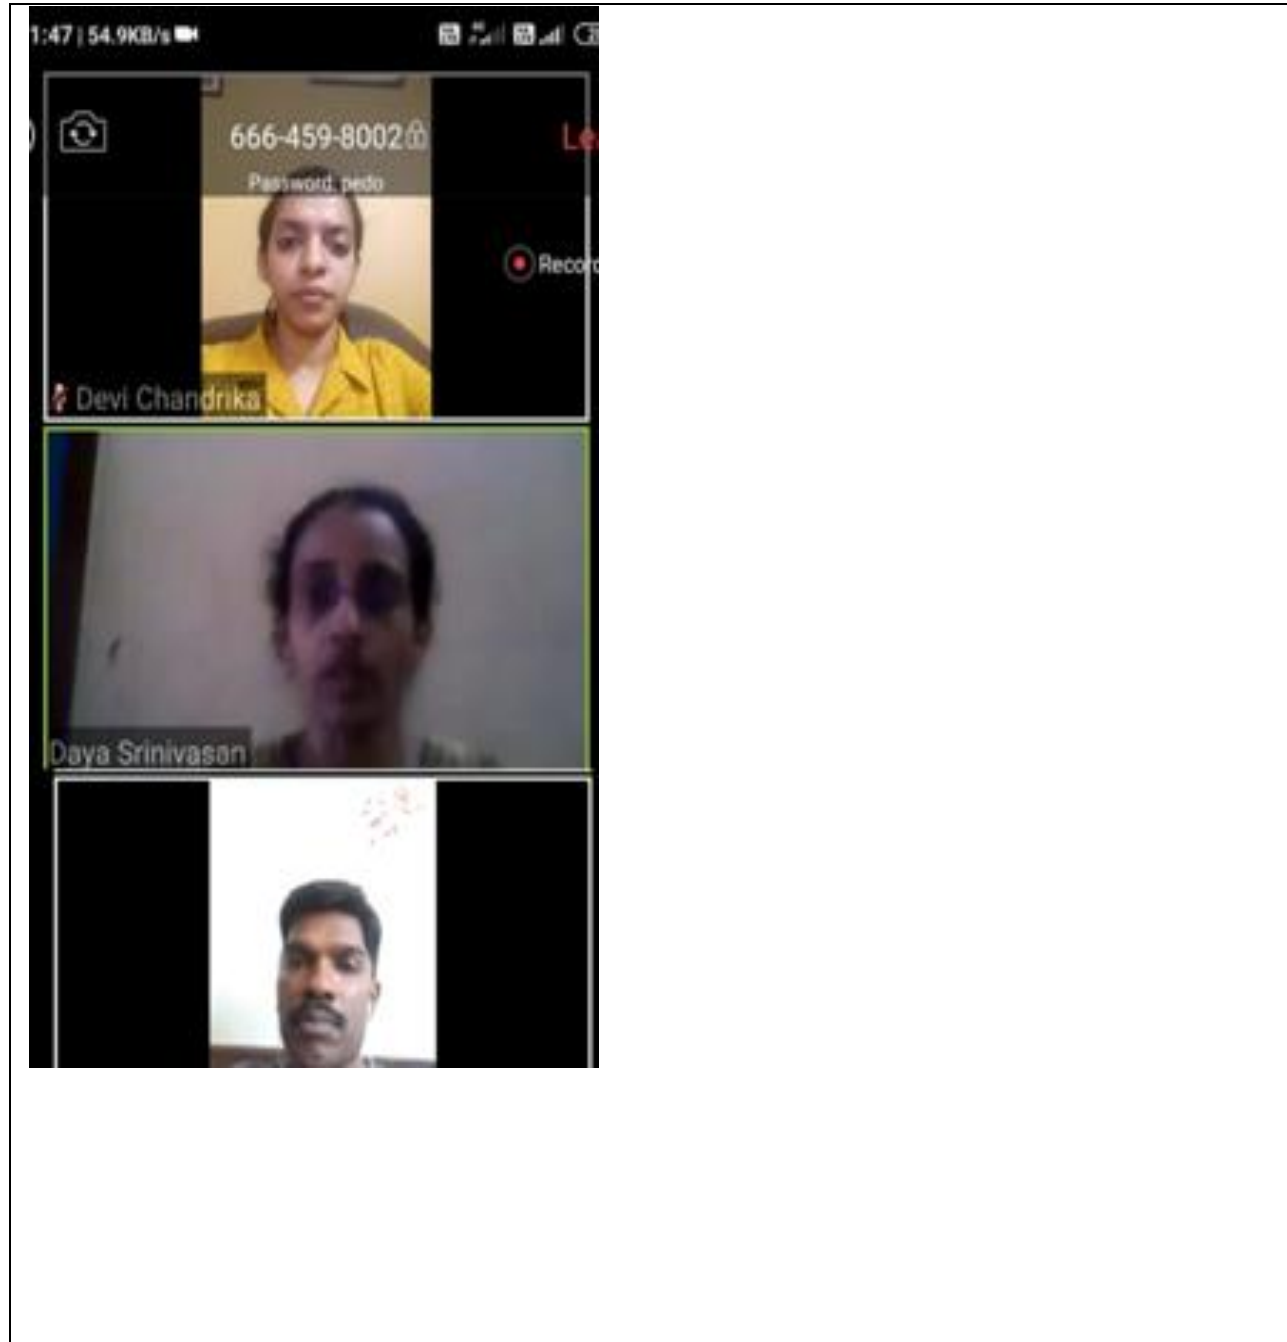 1:47 | 54.9KB/s
666-459-8002
Password: pedo
Devi Chandrika
Daya Srinivasan